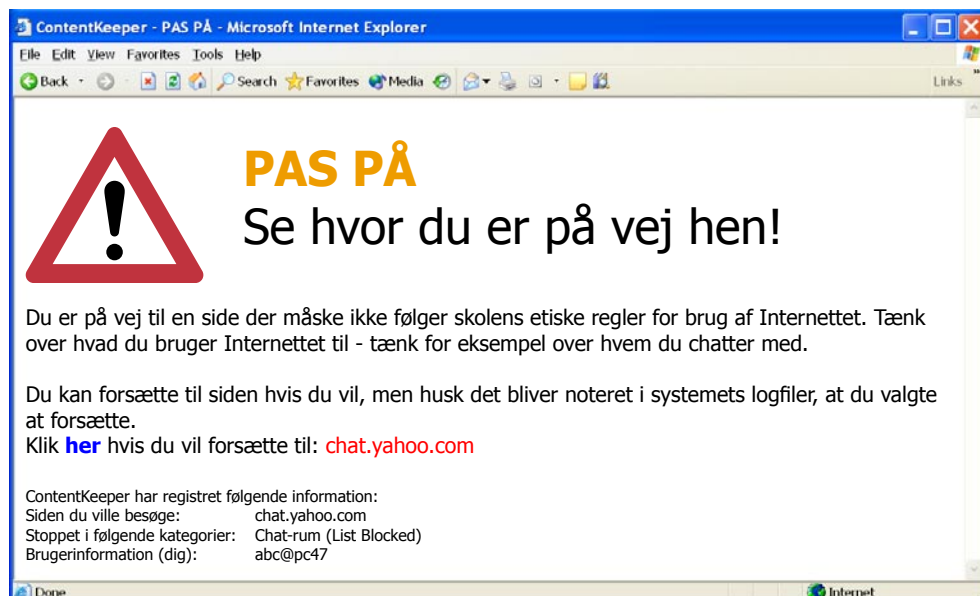 ContentKeeper - PAS PÅ - Microsoft Internet Explorer
File Edit View Favorites Tools Help
Back Search Favorites Media Links
PAS PÅ
Se hvor du er på vej hen!
Du er på vej til en side der måske ikke følger skolens etiske regler for brug af Internettet. Tænk
over hvad du bruger Internettet til - tænk for eksempel over hvem du chatter med.
Du kan forsætte til siden hvis du vil, men husk det bliver noteret i systemets logfiler, at du valgte
at forsætte.
Klik her hvis du vil forsætte til: chat.yahoo.com
ContentKeeper har registret følgende information:
Siden du ville besøge: chat.yahoo.com
Stoppet i følgende kategorier: Chat-rum (List Blocked)
Brugerinformation (dig): abc@pc47
Done Internet